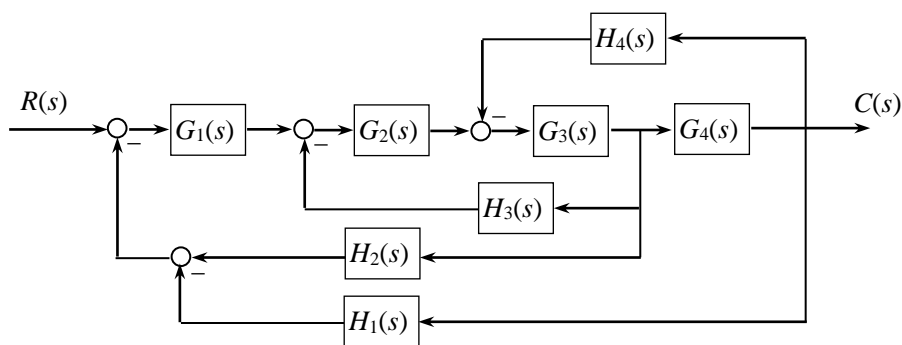 H₄(s)
R(s)
C(s)
−
G₁(s)
−
G₂(s)
−
G₃(s)
G₄(s)
H₃(s)
H₂(s)
−
H₁(s)